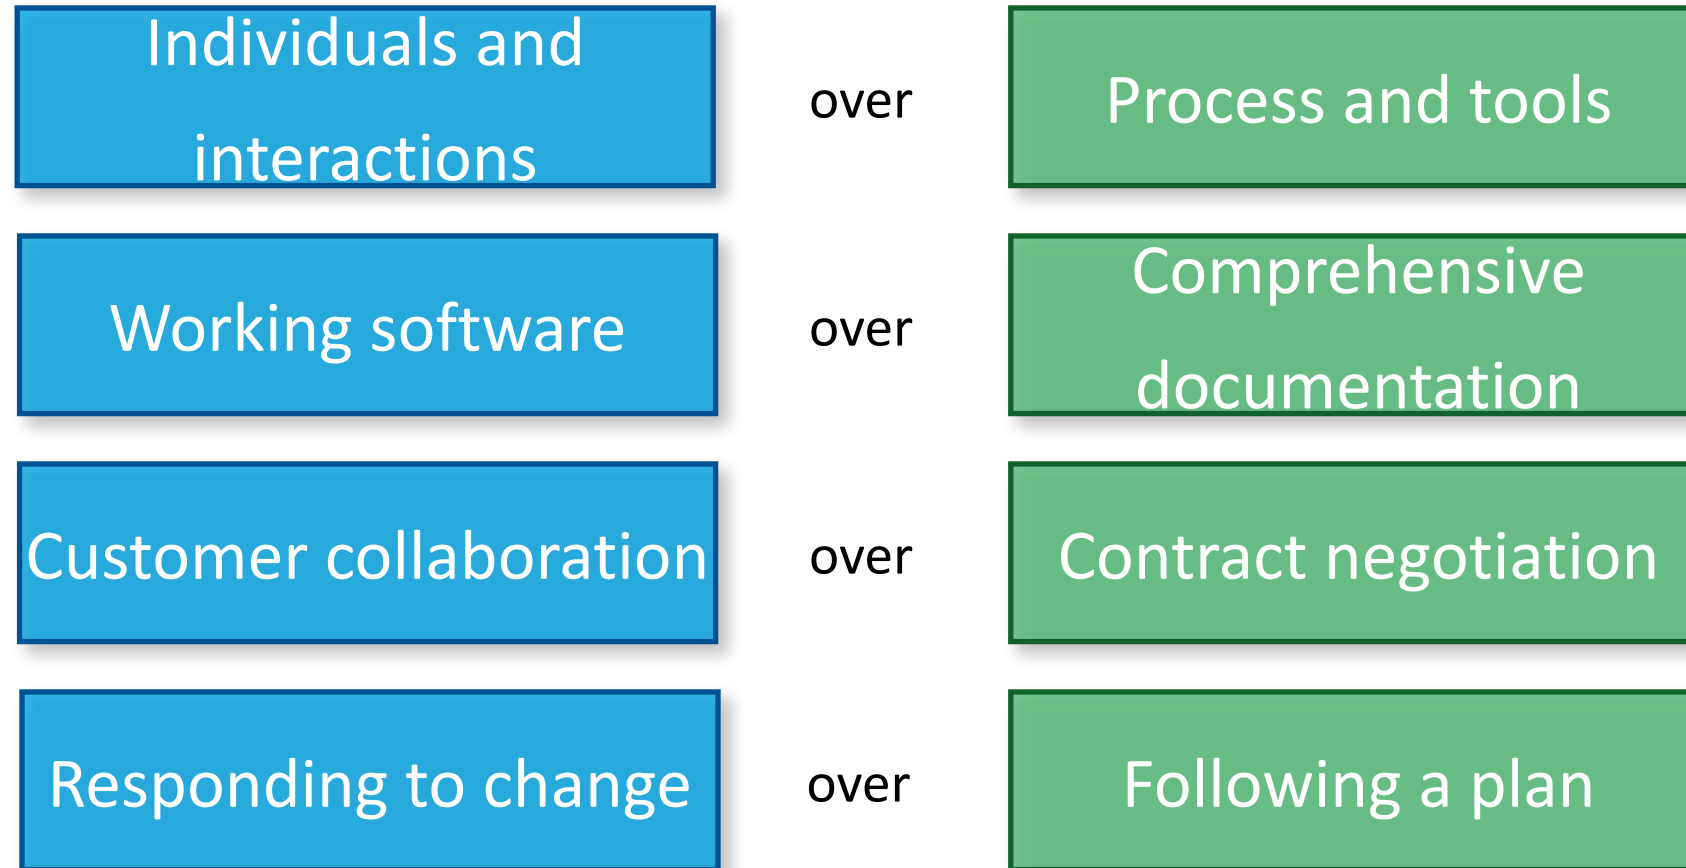 Individuals and
interactions
over
Process and tools
Working software
over
Comprehensive
documentation
Customer collaboration
over
Contract negotiation
Responding to change
over
Following a plan